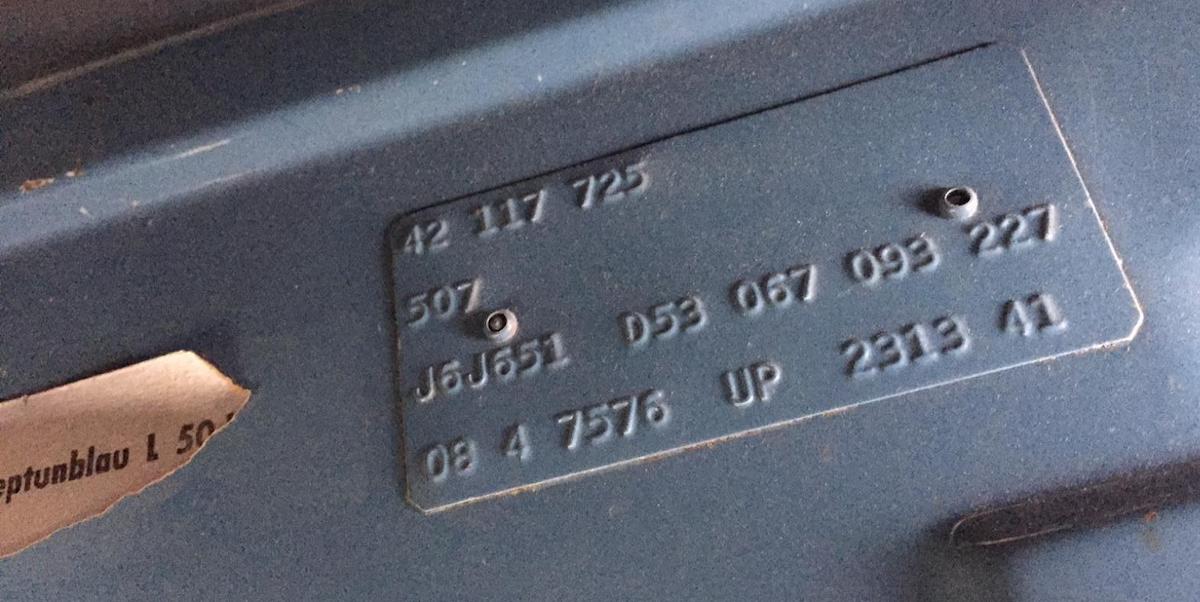 42 117 725
507
J6J651 D53 067 093 227
08 4 7576 UP 2313 41
eptunblau L 50